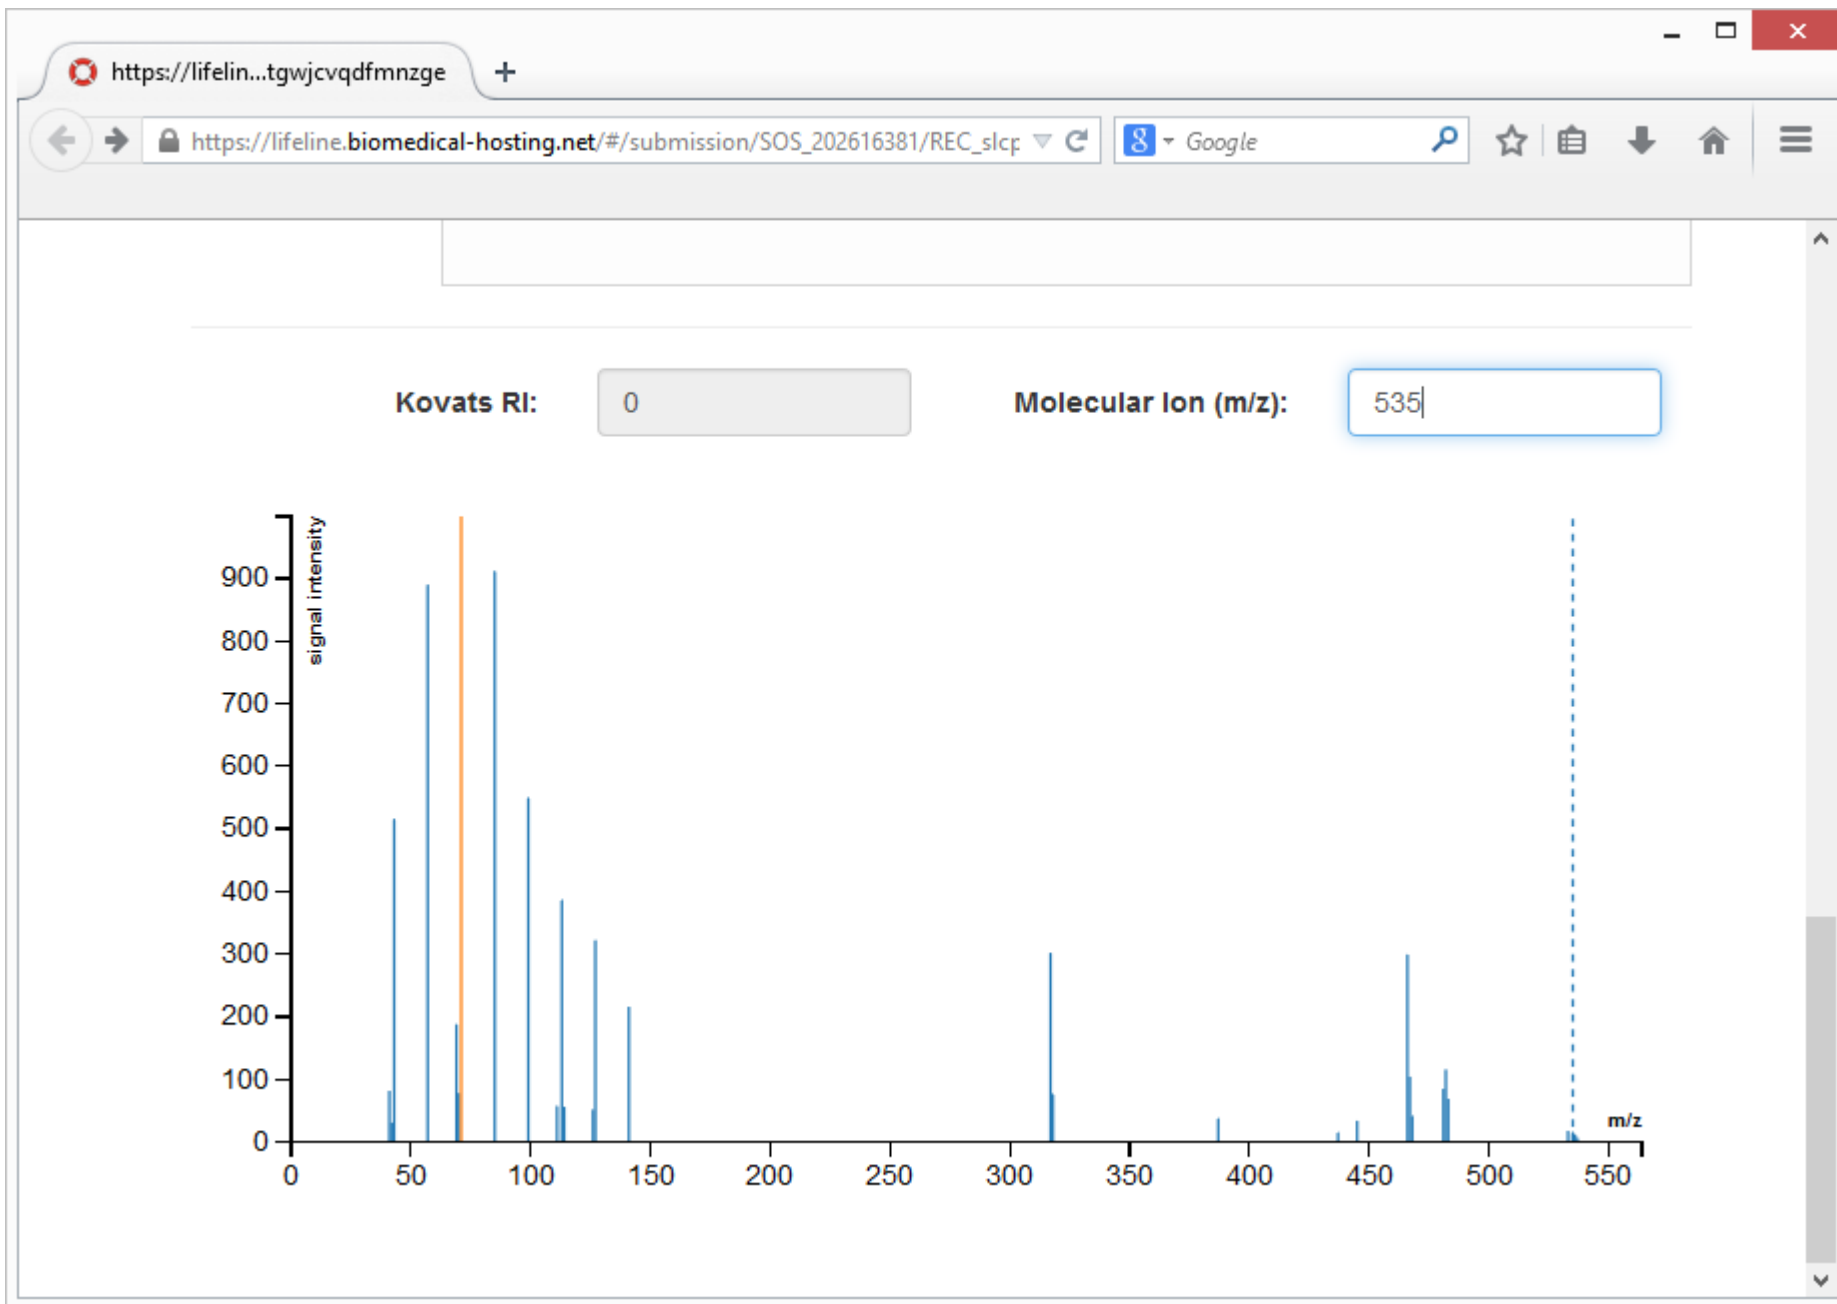 https://lifelin...tgwjcvqdfmnzge
https://lifeline.biomedical-hosting.net/#/submission/SOS_202616381/REC_slcp
8 Google
Kovats RI: 0 Molecular Ion (m/z): 535
signal intensity
900
800
700
600
500
400
300
200
100
0
m/z
0 50 100 150 200 250 300 350 400 450 500 550